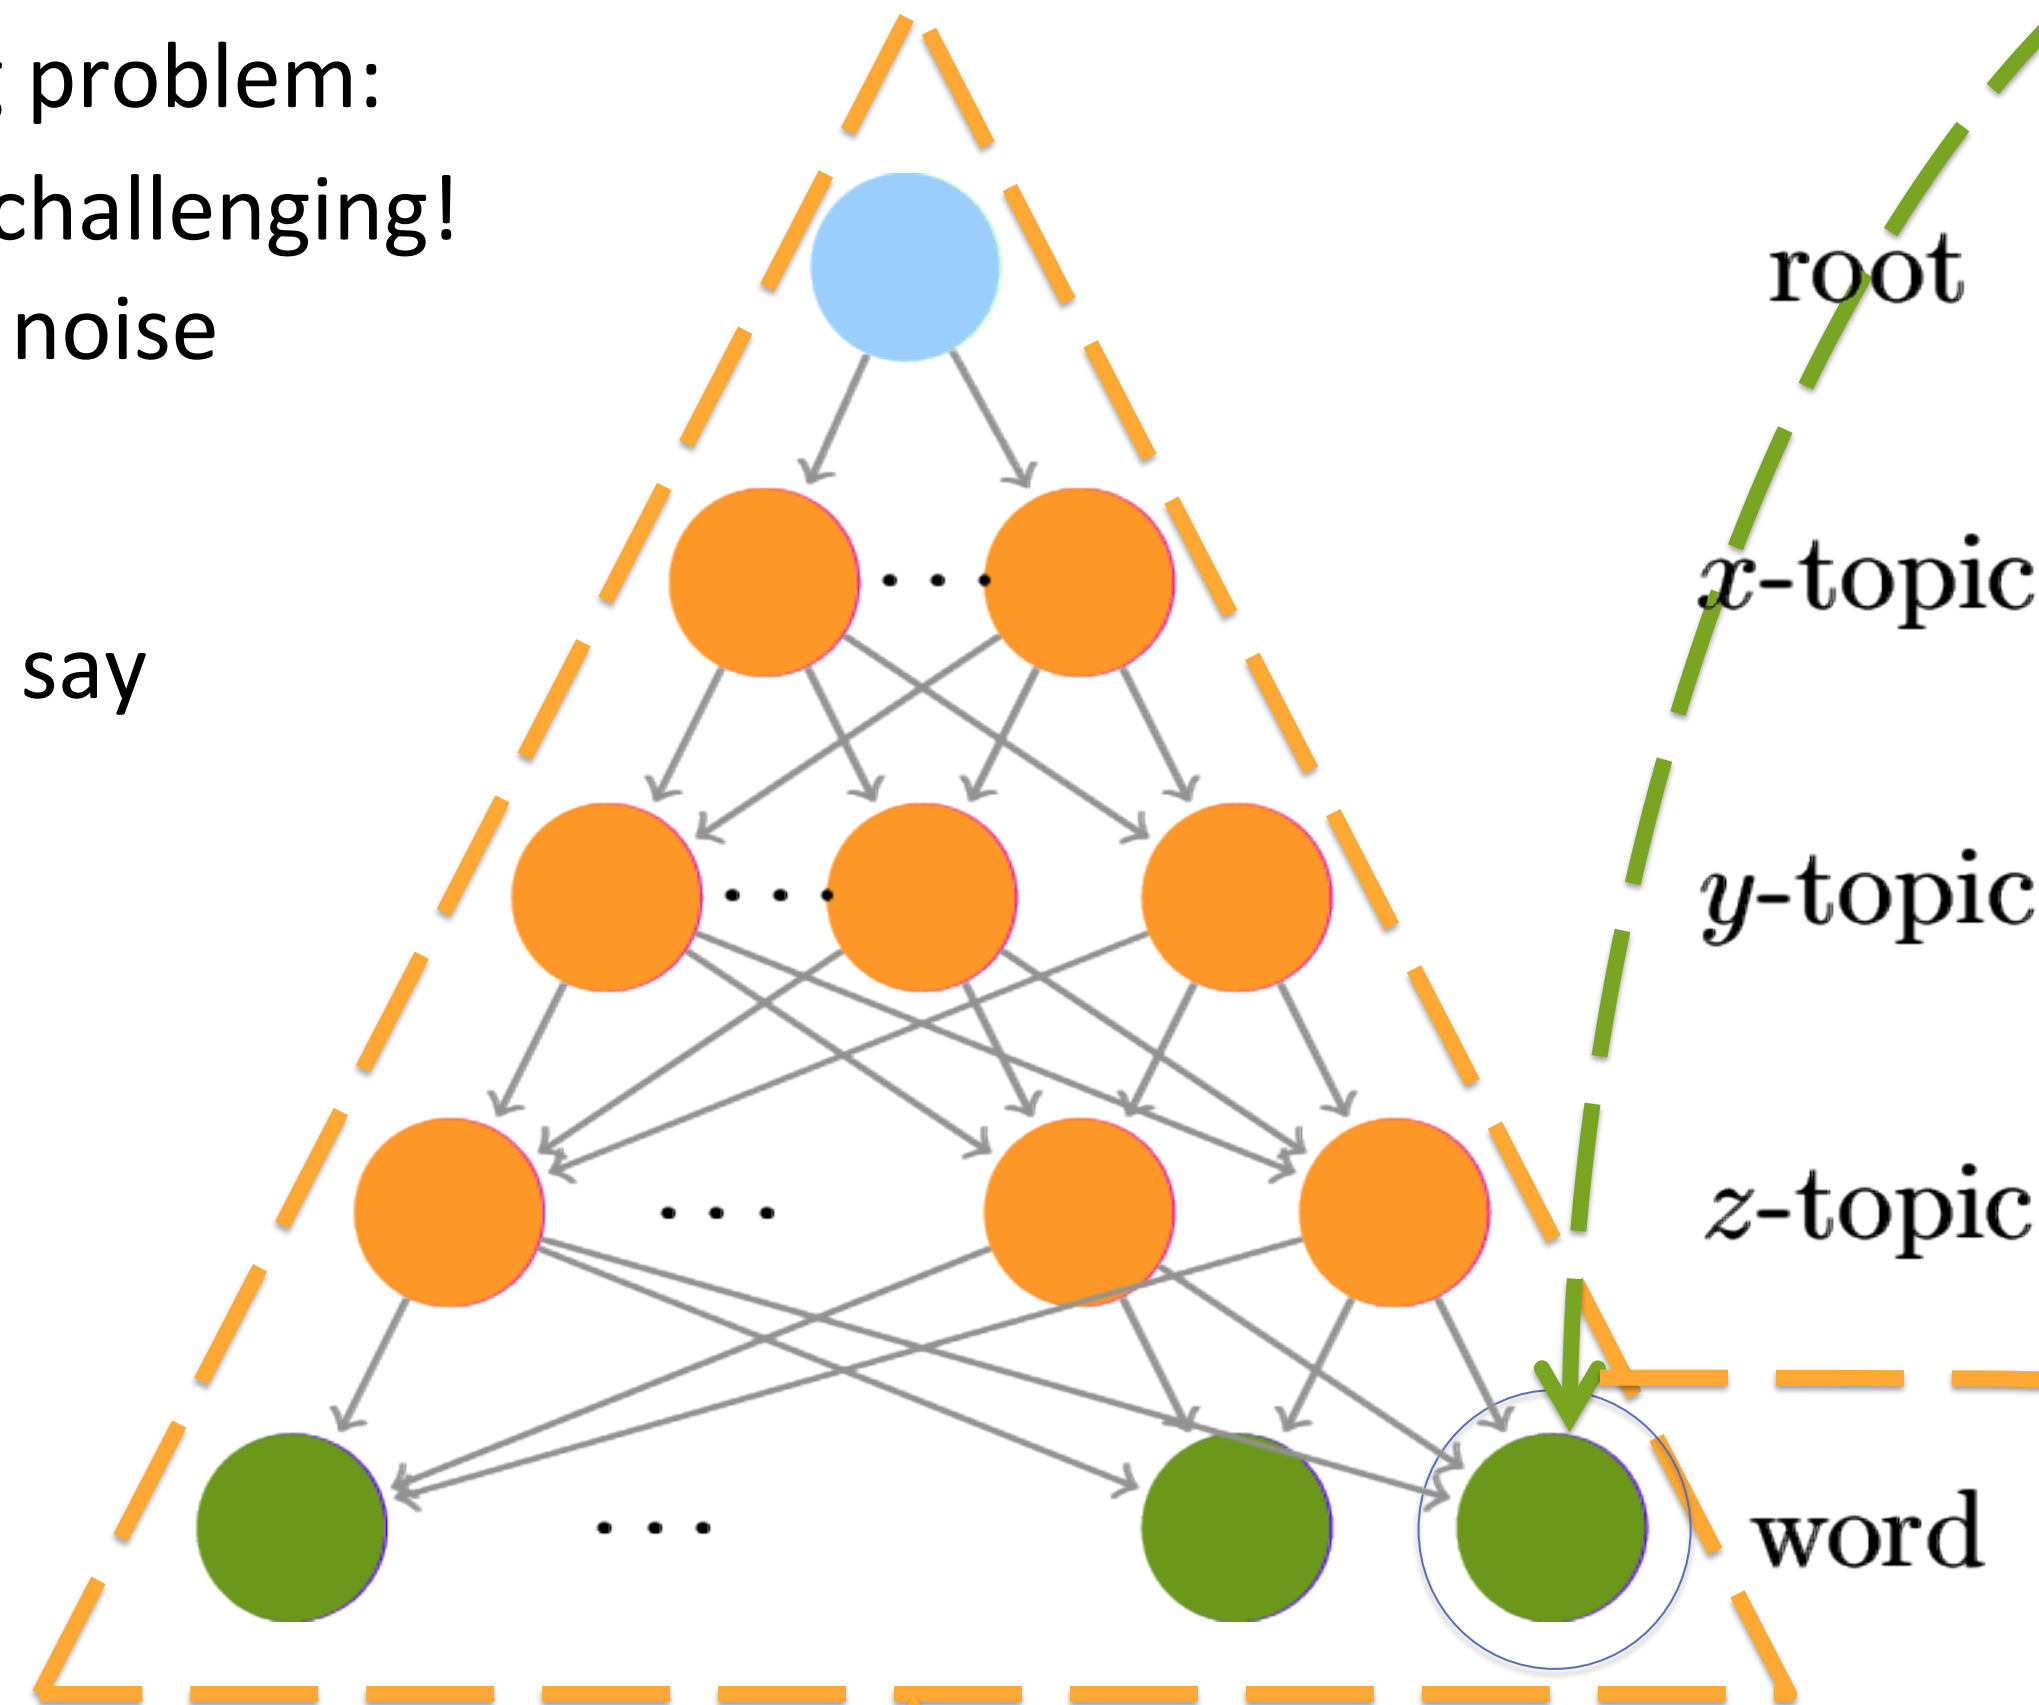 problem:
challenging!
noise
root
x-topic
say
y-topic
z-topic
word